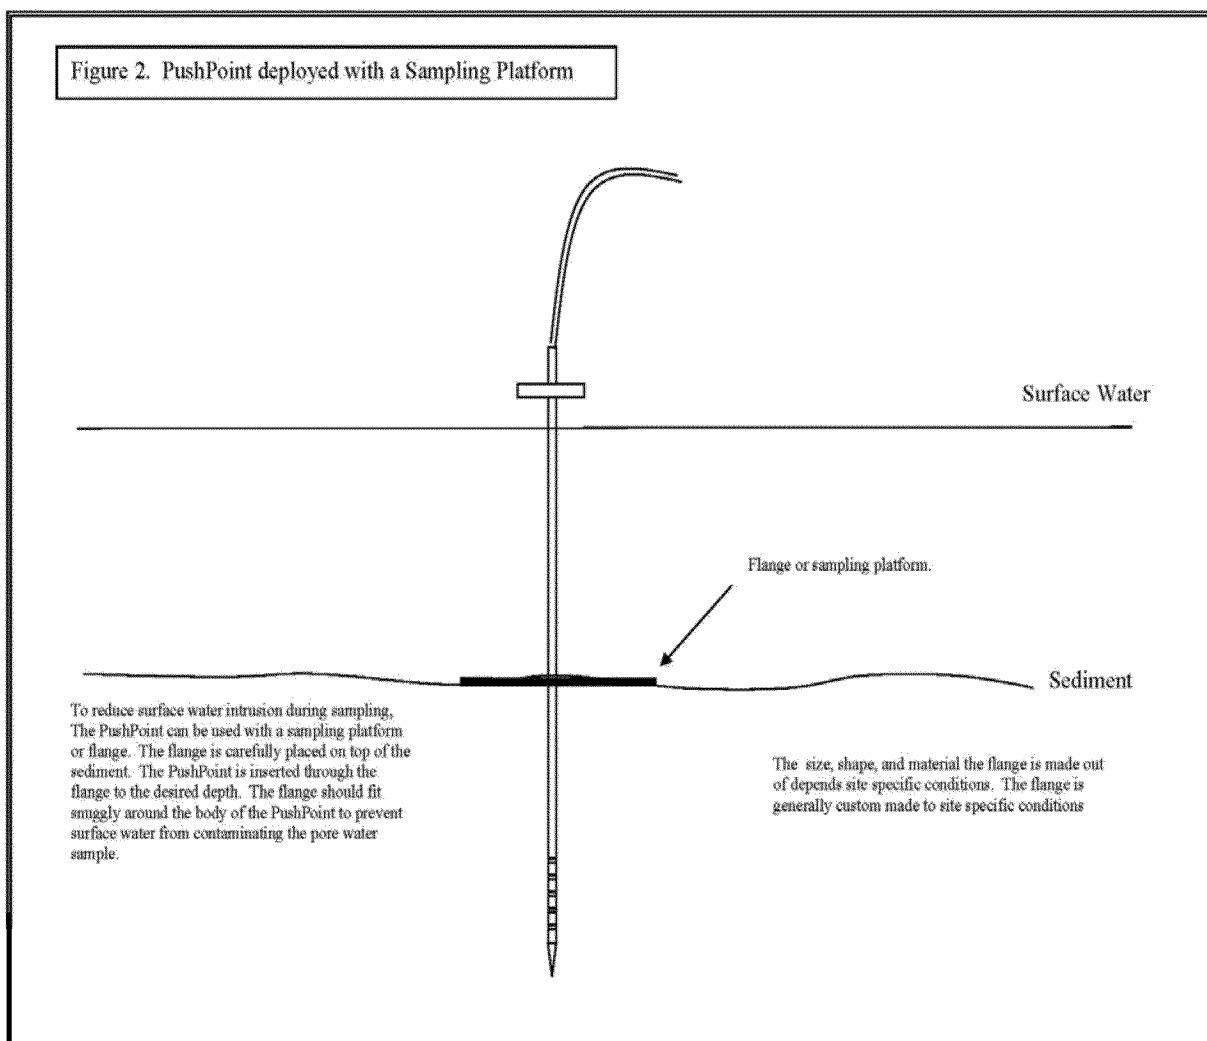 Figure 2.  PushPoint deployed with a Sampling Platform
Surface Water
Flange or sampling platform.
Sediment
To reduce surface water intrusion during sampling,
The PushPoint can be used with a sampling platform
or flange.  The flange is carefully placed on top of the
sediment.  The PushPoint is inserted through the
flange to the desired depth.  The flange should fit
snuggly around the body of the PushPoint to prevent
surface water from contaminating the pore water
sample.
The  size, shape, and material the flange is made out
of depends site specific conditions.  The flange is
generally custom made to site specific conditions